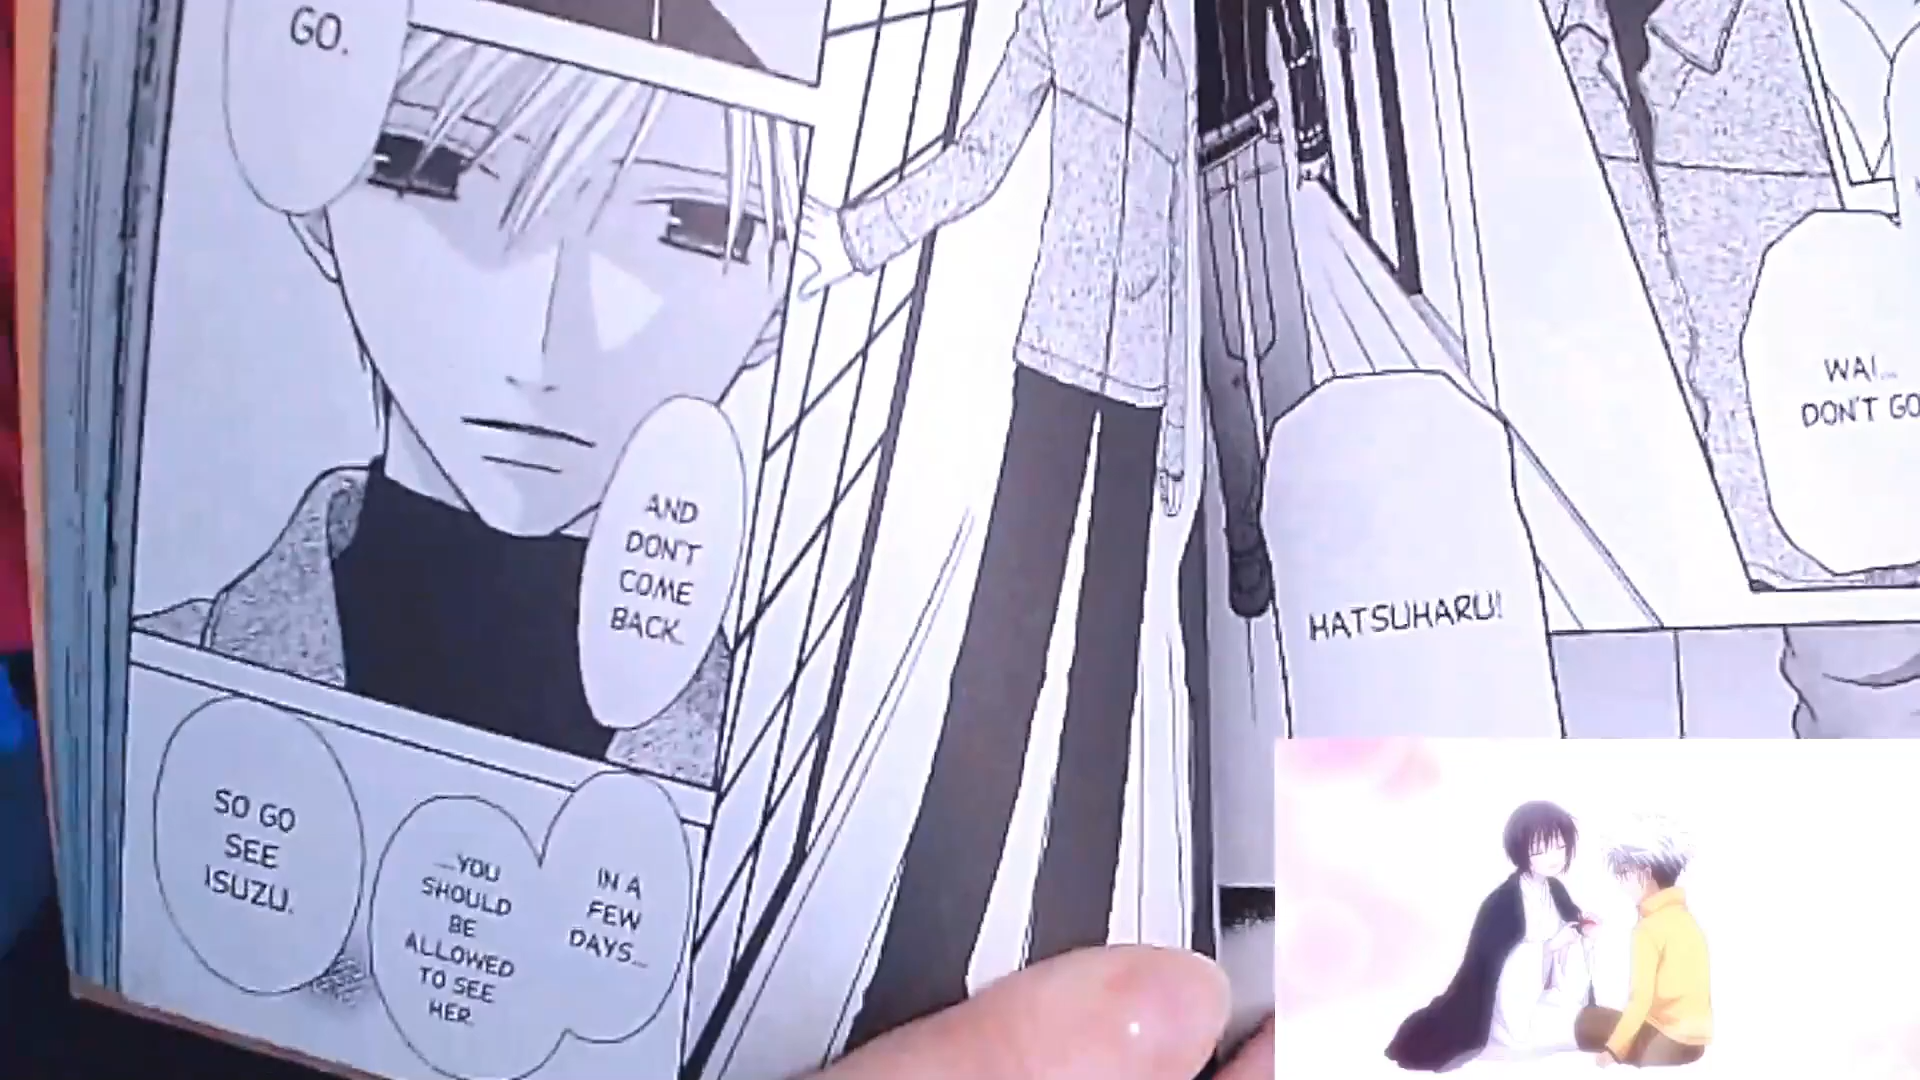 WAI...
DON'T GO
HATSUHARU!
GO.
AND
DON'T
COME
BACK.
IN A
FEW
DAYS...
...YOU
SHOULD
BE
ALLOWED
TO SEE
HER.
SO GO
SEE
ISUZU.